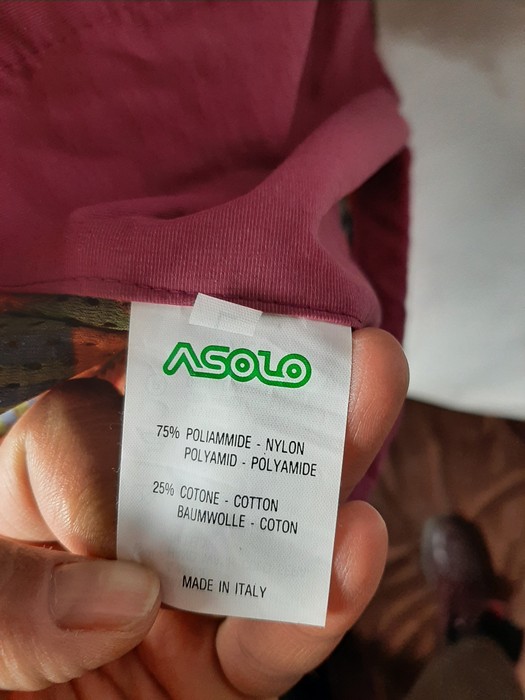 ASOLO
75% POLIAMMIDE - NYLON
POLYAMID - POLYAMIDE
25% COTONE - COTTON
BAUMWOLLE - COTON
MADE IN ITALY